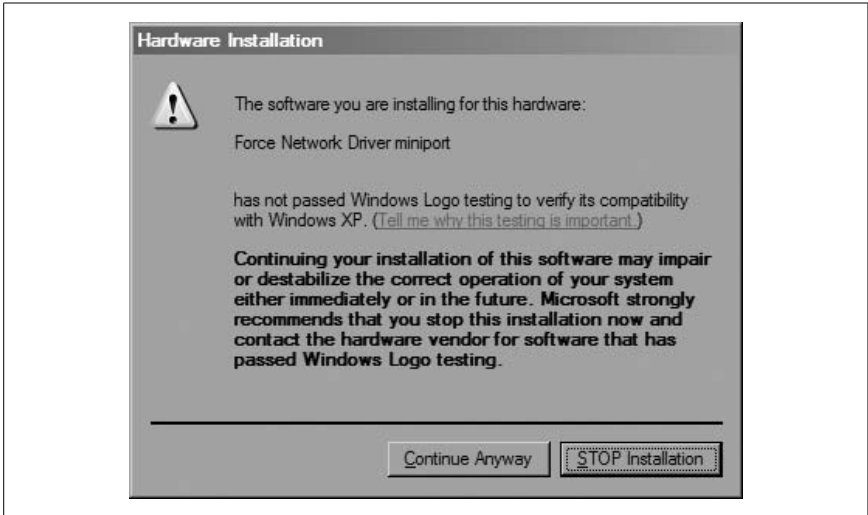 Hardware Installation
The software you are installing for this hardware:
Force Network Driver miniport
has not passed Windows Logo testing to verify its compatibility
with Windows XP. (Tell me why this testing is important.)
Continuing your installation of this software may impair
or destabilize the correct operation of your system
either immediately or in the future. Microsoft strongly
recommends that you stop this installation now and
contact the hardware vendor for software that has
passed Windows Logo testing.
Continue Anyway
STOP Installation